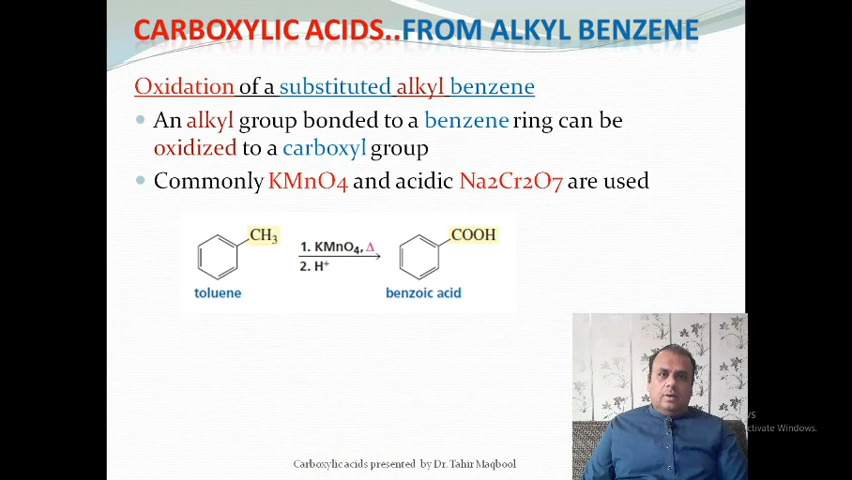 CARBOXYLIC ACIDS..FROM ALKYL BENZENE
Oxidation of a substituted alkyl benzene
An alkyl group bonded to a benzene ring can be
oxidized to a carboxyl group
Commonly KMnO4 and acidic Na2Cr2O7 are used
CH₃
1. KMnO₄, Δ
2. H⁺
COOH
toluene
benzoic acid
ctivate Windows.
Carboxylic acids presented by Dr. Tahir Maqbool